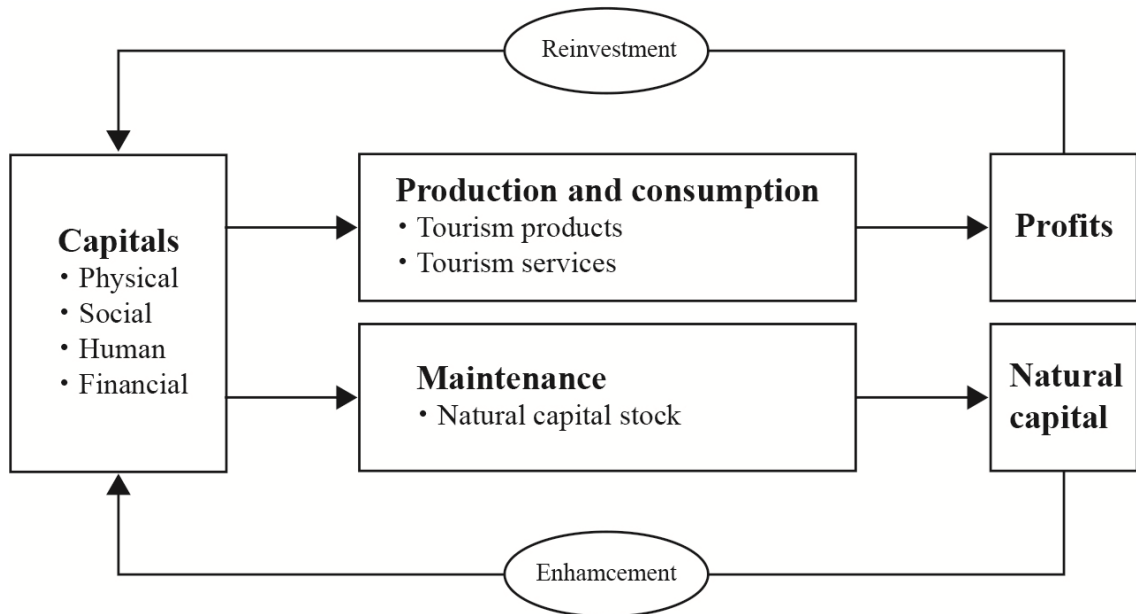 Reinvestment
Capitals
・Physical
・Social
・Human
・Financial
Production and consumption
・Tourism products
・Tourism services
Profits
Maintenance
・Natural capital stock
Natural
capital
Enhamcement